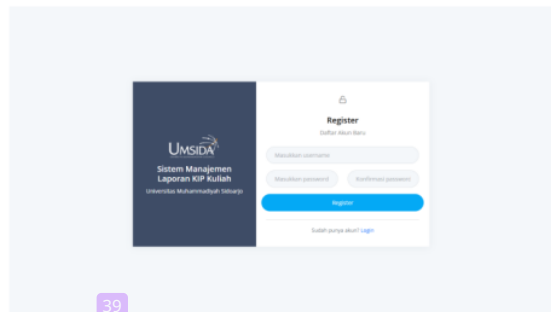 UMSIDA
Sistem Manajemen
Laporan KIP Kuliah
Universitas Muhammadiyah Sidoarjo
Register
Daftar Akun Baru
Masukkan username
Masukkan password
Konfirmasi password
Register
Sudah punya akun? Login
39